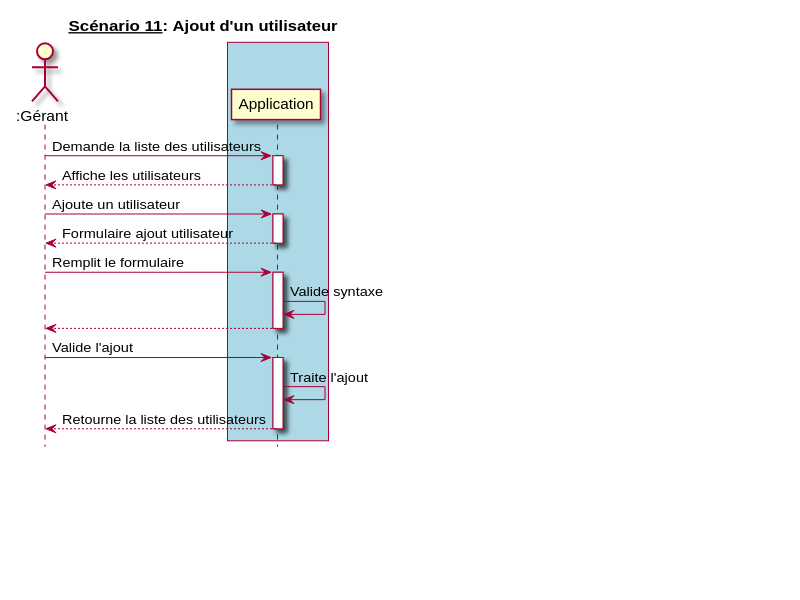 Scénario 11: Ajout d'un utilisateur
:Gérant
Application
Demande la liste des utilisateurs
Affiche les utilisateurs
Ajoute un utilisateur
Formulaire ajout utilisateur
Remplit le formulaire
Valide syntaxe
Valide l'ajout
Traite l'ajout
Retourne la liste des utilisateurs